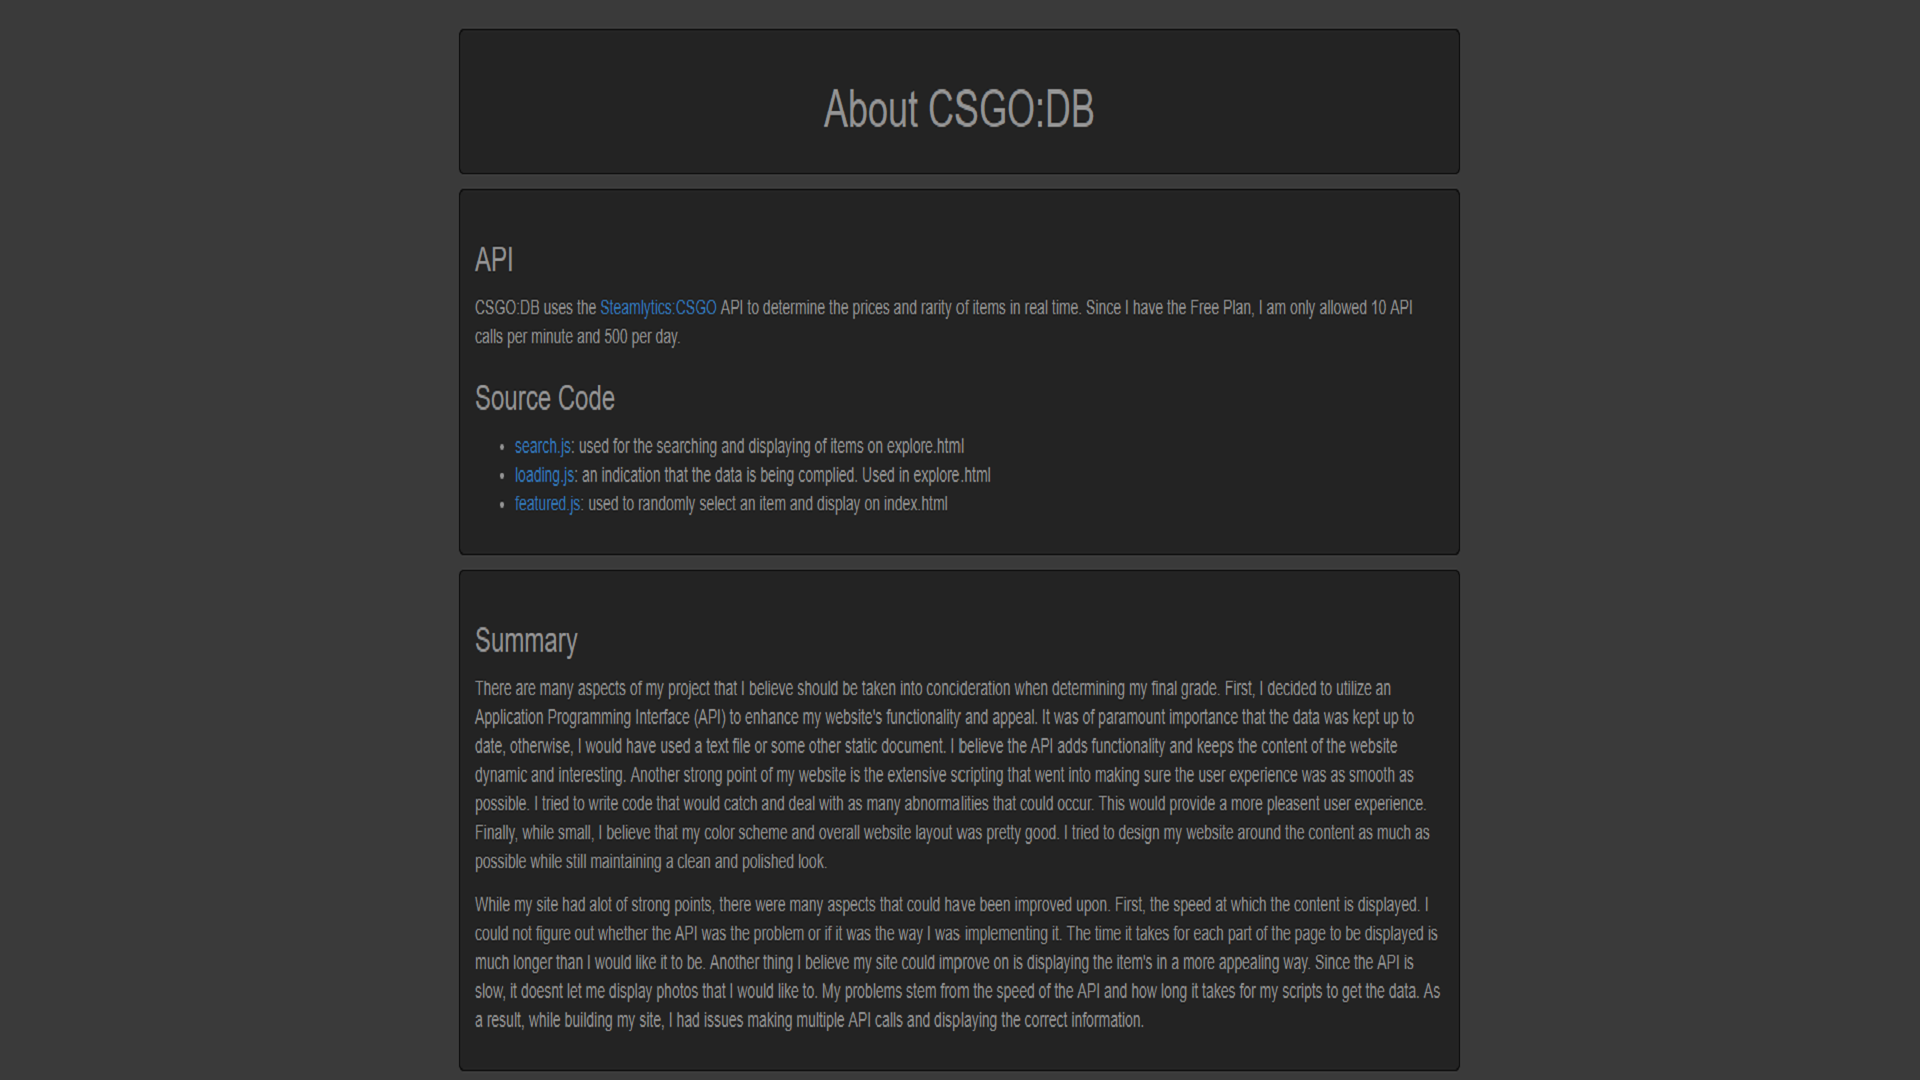 About CSGO:DB
API
CSGO:DB uses the Steamlytics:CSGO API to determine the prices and rarity of items in real time. Since I have the Free Plan, I am only allowed 10 API
calls per minute and 500 per day.
Source Code
• search.js: used for the searching and displaying of items on explore.html
• loading.js: an indication that the data is being complied. Used in explore.html
• featured.js: used to randomly select an item and display on index.html
Summary
There are many aspects of my project that I believe should be taken into concideration when determining my final grade. First, I decided to utilize an
Application Programming Interface (API) to enhance my website's functionality and appeal. It was of paramount importance that the data was kept up to
date, otherwise, I would have used a text file or some other static document. I believe the API adds functionality and keeps the content of the website
dynamic and interesting. Another strong point of my website is the extensive scripting that went into making sure the user experience was as smooth as
possible. I tried to write code that would catch and deal with as many abnormalities that could occur. This would provide a more pleasent user experience.
Finally, while small, I believe that my color scheme and overall website layout was pretty good. I tried to design my website around the content as much as
possible while still maintaining a clean and polished look.
While my site had alot of strong points, there were many aspects that could have been improved upon. First, the speed at which the content is displayed. I
could not figure out whether the API was the problem or if it was the way I was implementing it. The time it takes for each part of the page to be displayed is
much longer than I would like it to be. Another thing I believe my site could improve on is displaying the item's in a more appealing way. Since the API is
slow, it doesnt let me display photos that I would like to. My problems stem from the speed of the API and how long it takes for my scripts to get the data. As
a result, while building my site, I had issues making multiple API calls and displaying the correct information.